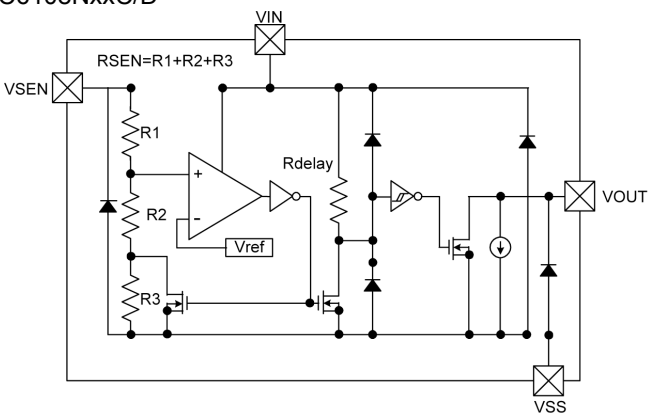 VIN
RSEN=R1+R2+R3
VSEN
R1
Rdelay
+
R2
-
Vref
VOUT
R3
VSS